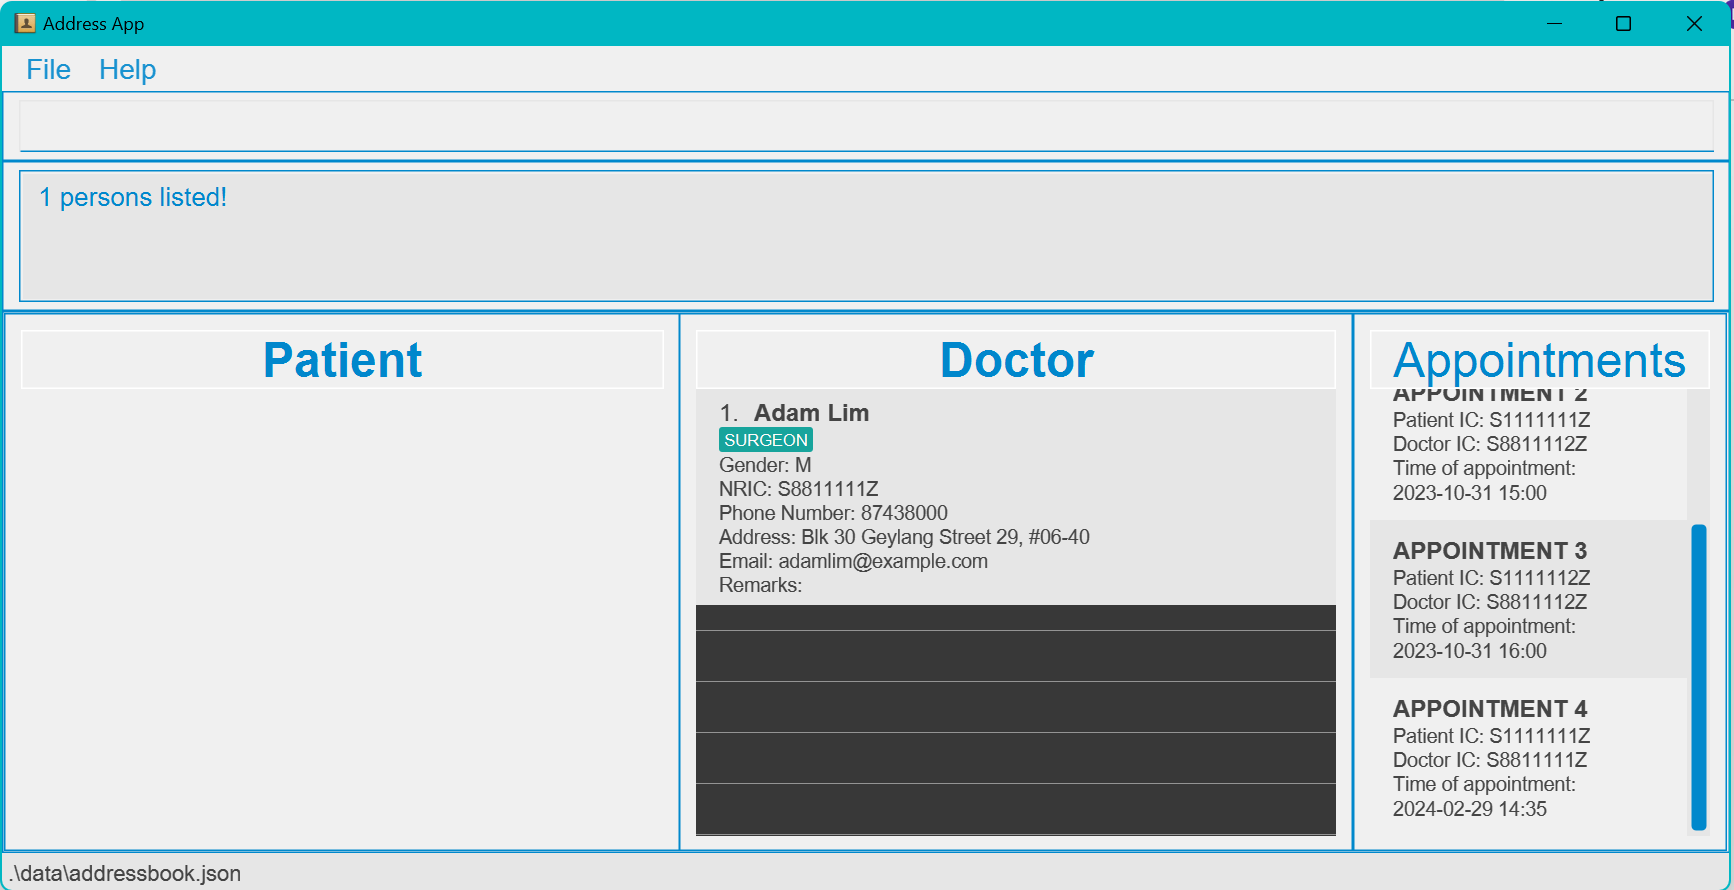 Address App
File Help
1 persons listed!
Patient
Doctor
1. Adam Lim
SURGEON
Gender: M
NRIC: S8811111Z
Phone Number: 87438000
Address: Blk 30 Geylang Street 29, #06-40
Email: adamlim@example.com
Remarks:
Appointments
APPOINTMENT 2
Patient IC: S1111111Z
Doctor IC: S8811112Z
Time of appointment:
2023-10-31 15:00
APPOINTMENT 3
Patient IC: S1111112Z
Doctor IC: S8811112Z
Time of appointment:
2023-10-31 16:00
APPOINTMENT 4
Patient IC: S1111111Z
Doctor IC: S8811111Z
Time of appointment:
2024-02-29 14:35
.\data\addressbook.json